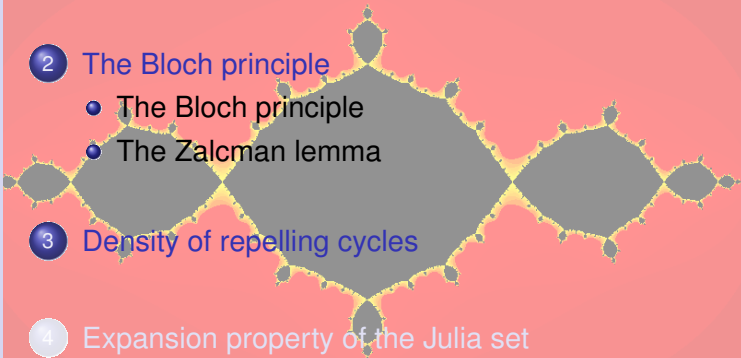 2 The Bloch principle
The Bloch principle
The Zalcman lemma
3 Density of repelling cycles
4 Expansion property of the Julia set